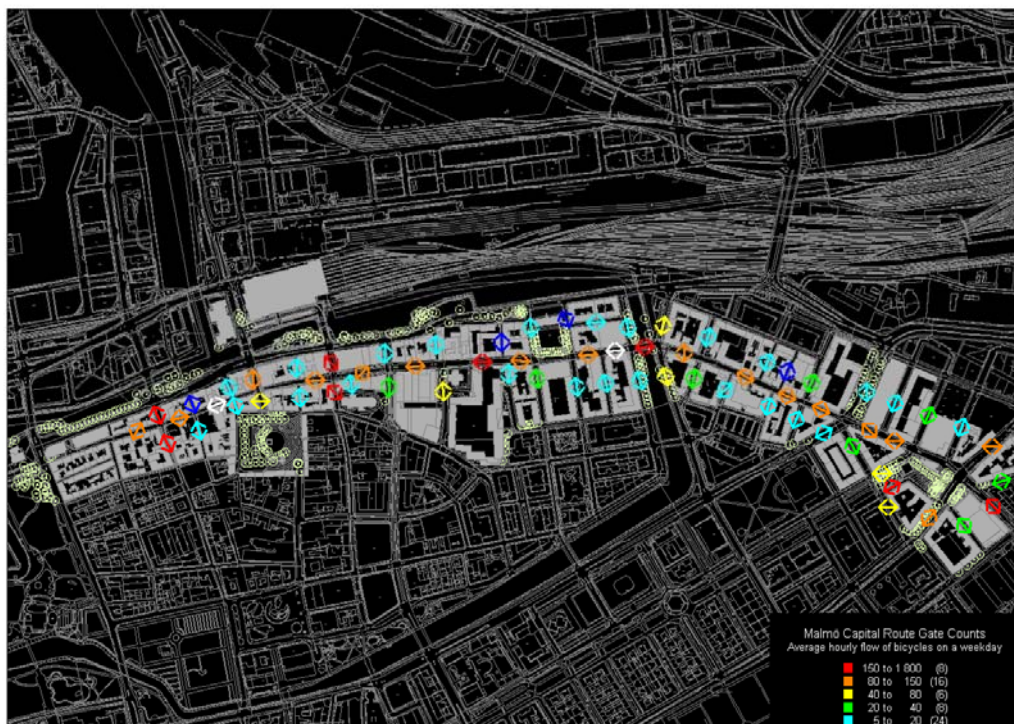 Malmö Capital Route Gate Counts
Average hourly flow of bicycles on a weekday
150 to 1 800 (8)
80 to 150 (16)
40 to 80 (6)
20 to 40 (8)
5 to 20 (24)